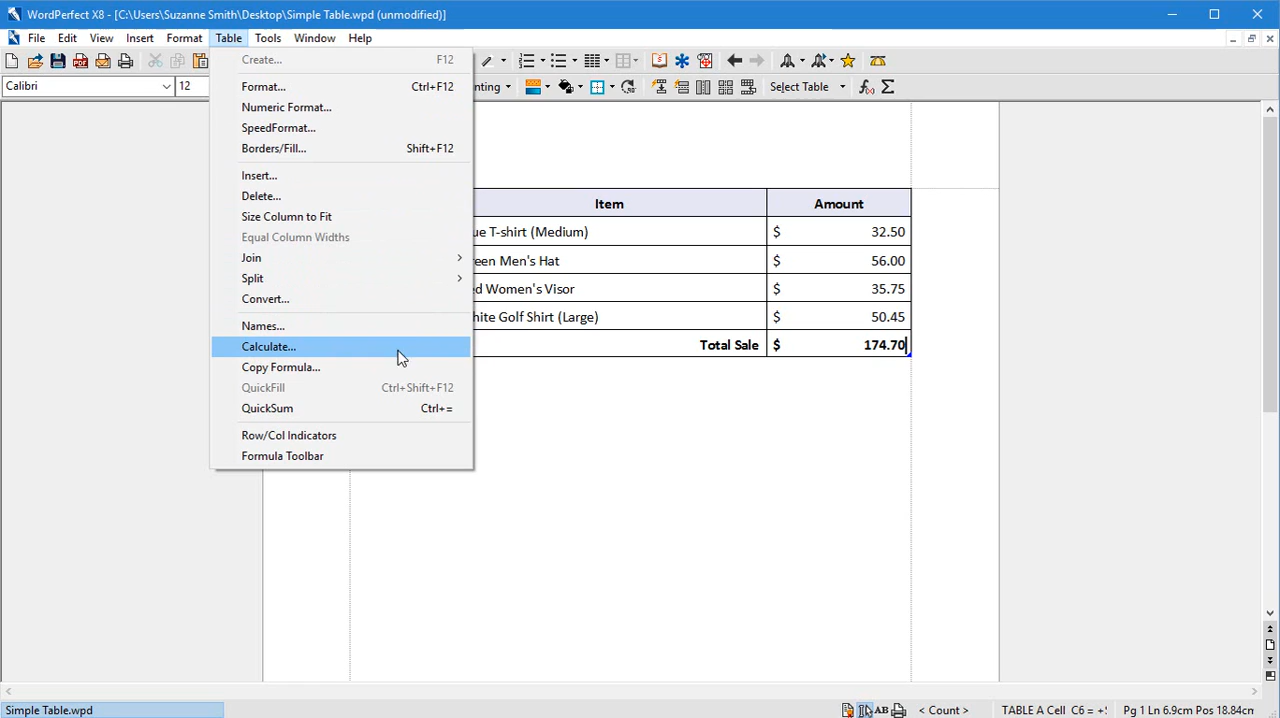 WordPerfect X8 - [C:\Users\Suzanne Smith\Desktop\Simple Table.wpd (unmodified)]
File Edit View Insert Format Table Tools Window Help
Calibri 12 Select Table
Create... F12
Format... Ctrl+F12
Numeric Format...
SpeedFormat...
Borders/Fill... Shift+F12
Insert...
Delete...
Size Column to Fit
Equal Column Widths
Join
Split
Convert...
Names...
Calculate...
Copy Formula...
QuickFill Ctrl+Shift+F12
QuickSum Ctrl+=
Row/Col Indicators
Formula Toolbar
Item Amount
ue T-shirt (Medium) $ 32.50
een Men's Hat $ 56.00
ed Women's Visor $ 35.75
hite Golf Shirt (Large) $ 50.45
Total Sale $ 174.70
Simple Table.wpd AB < Count > TABLE A Cell C6 = +! Pg 1 Ln 6.9cm Pos 18.84cm